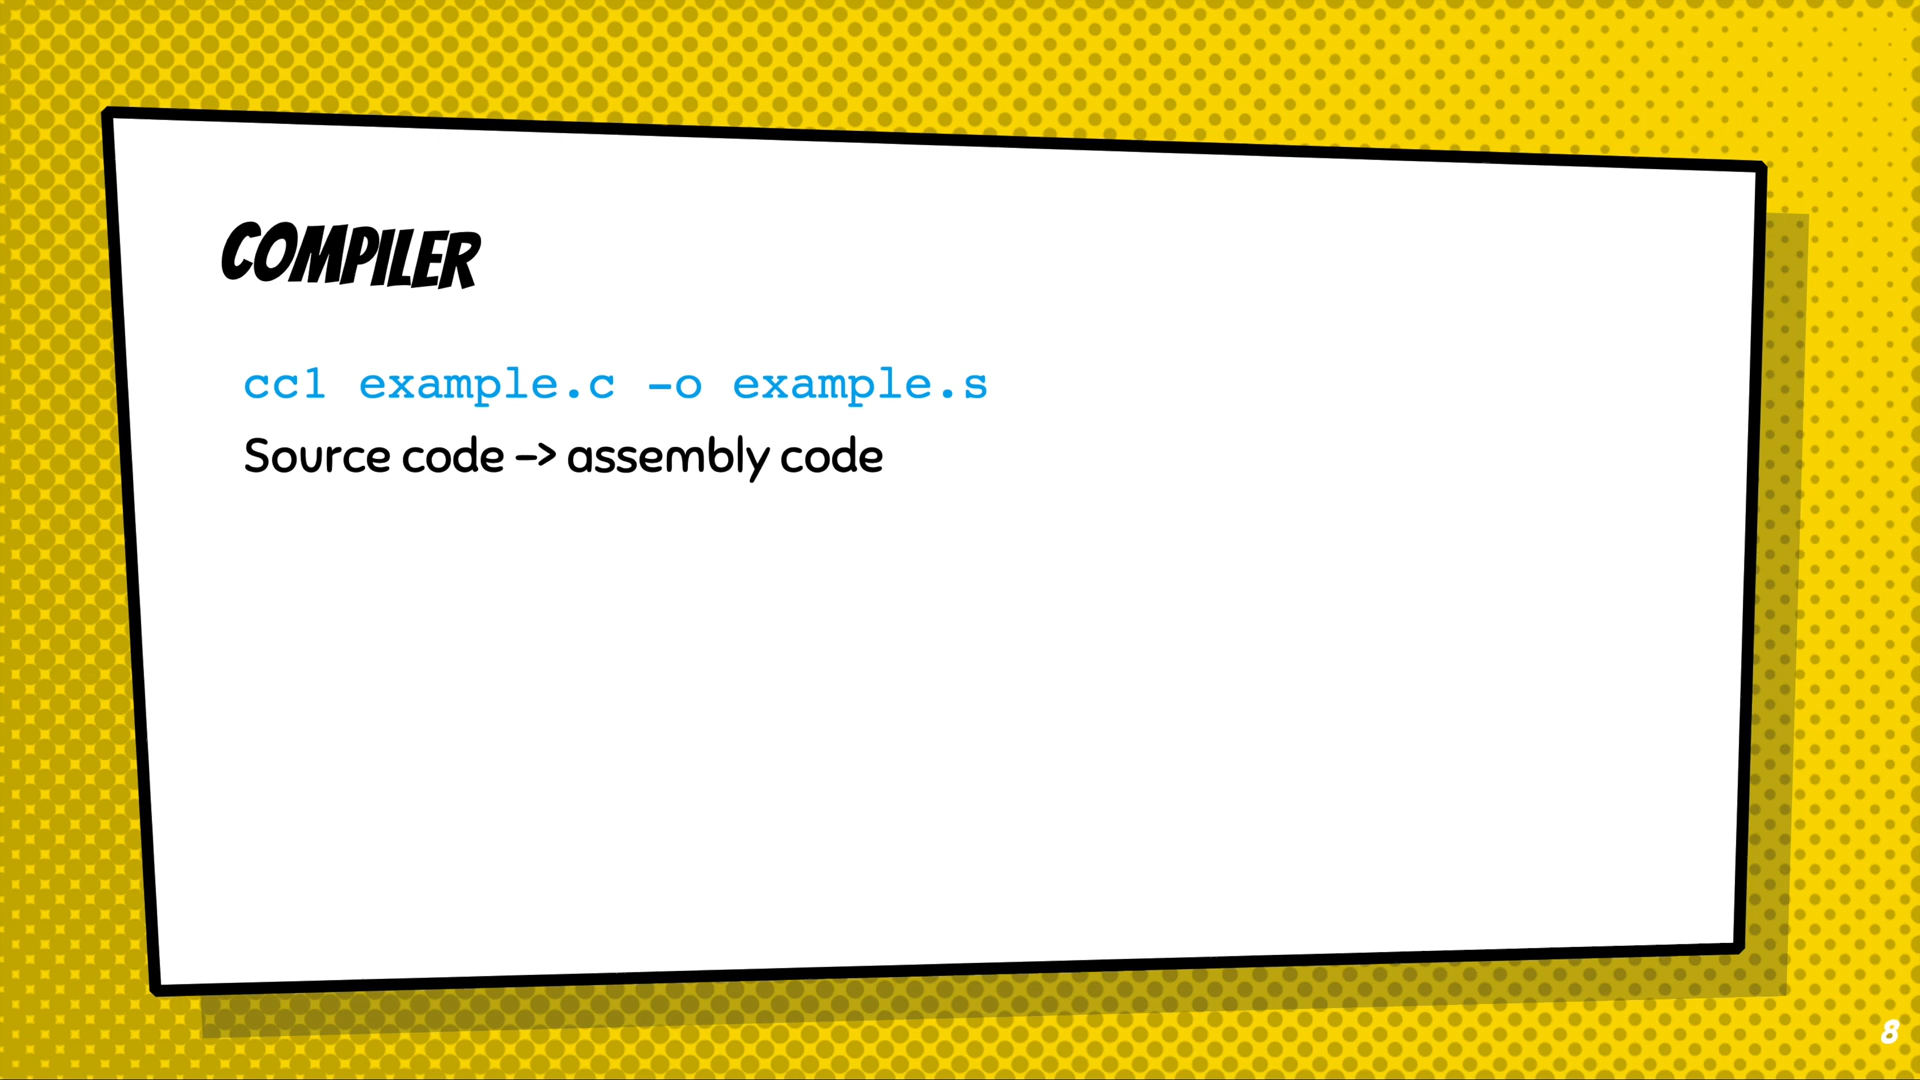 COMPILER
cc1 example.c -o example.s
Source code -> assembly code
8